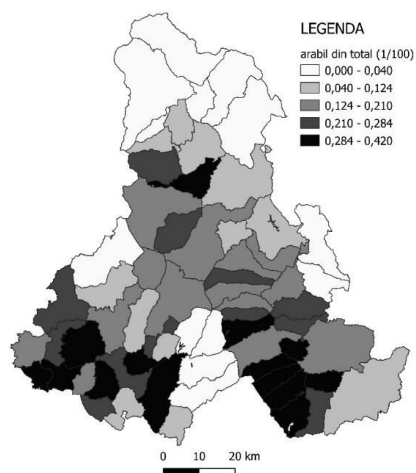 LEGENDA
arabil din total (1/100)
0,000 - 0,040
0,040 - 0,124
0,124 - 0,210
0,210 - 0,284
0,284 - 0,420
0 10 20 km